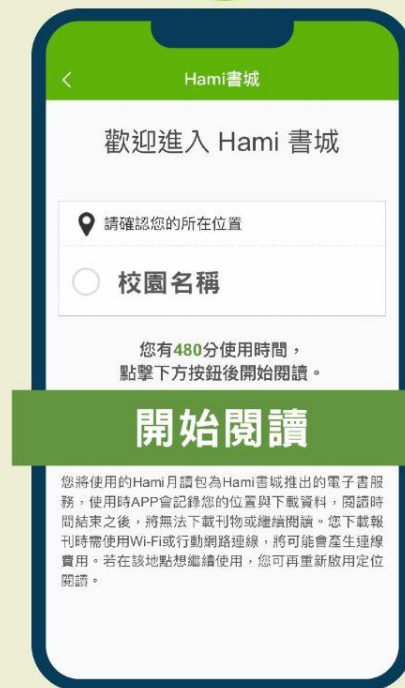 Hami書城
歡迎進入 Hami 書城
請確認您的所在位置
校園名稱
您有480分使用時間，
點擊下方按鈕後開始閱讀。
開始閱讀
您將使用的Hami月讀包為Hami書城推出的電子書服
務，使用時APP會記錄您的位置與下載資料，閱讀時
間結束之後，將無法下載刊物或繼續閱讀。您下載報
刊時需使用Wi-Fi或行動網路連線，將可能會產生連線
費用。若在該地點想繼續使用，您可再重新啟用定位
閱讀。